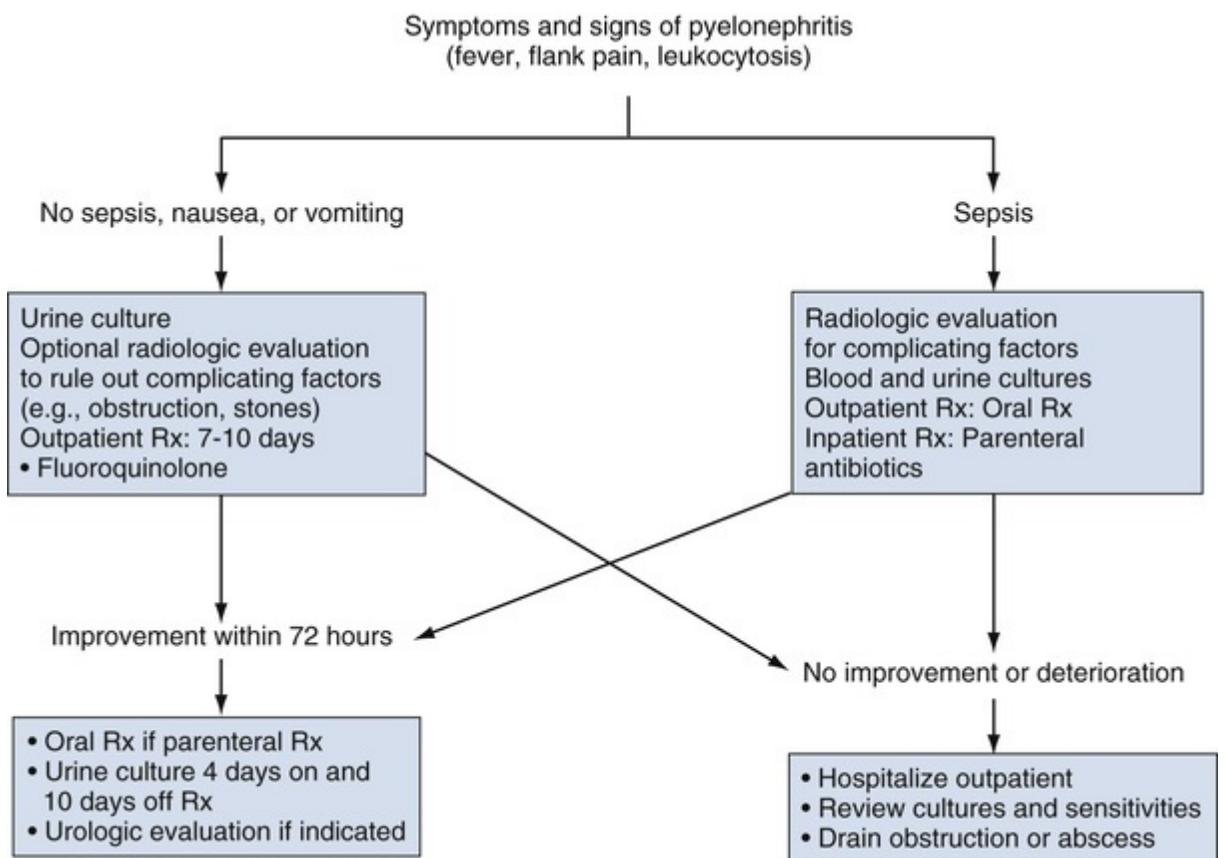 Symptoms and signs of pyelonephritis
(fever, flank pain, leukocytosis)
No sepsis, nausea, or vomiting
Sepsis
Urine culture
Optional radiologic evaluation
to rule out complicating factors
(e.g., obstruction, stones)
Outpatient Rx: 7-10 days
• Fluoroquinolone
Radiologic evaluation
for complicating factors
Blood and urine cultures
Outpatient Rx: Oral Rx
Inpatient Rx: Parenteral
antibiotics
Improvement within 72 hours
No improvement or deterioration
• Oral Rx if parenteral Rx
• Urine culture 4 days on and
10 days off Rx
• Urologic evaluation if indicated
• Hospitalize outpatient
• Review cultures and sensitivities
• Drain obstruction or abscess